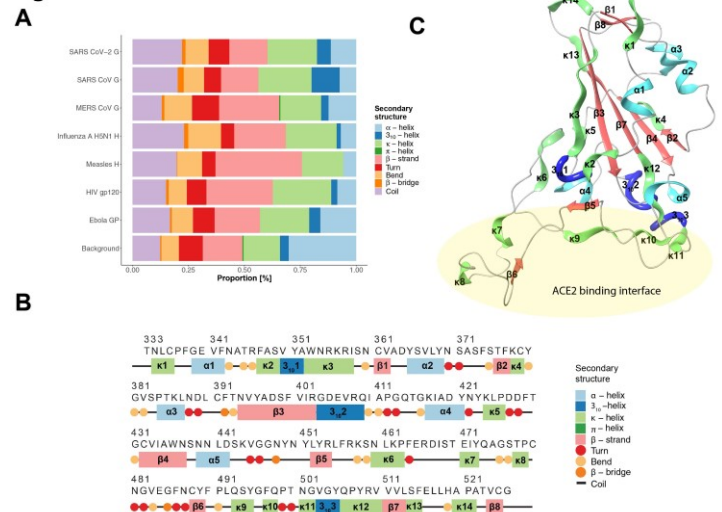 A
SARS CoV−2 G
SARS CoV G
MERS CoV G
Influenza A H5N1 H
Measles H
HIV gp120
Ebola GP
Background
0.00 0.25 0.50 0.75 1.00
Proportion [%]
Secondary
structure
α − helix
3₁₀ − helix
κ − helix
π − helix
β − strand
Turn
Bend
β − bridge
Coil
C
κ14
β1
β8
κ1
κ13
α3
α2
α1
κ3
β3
κ4
κ5
β7
β4
β2
κ6
3₁₀1
κ2
κ12
α4
3₁₀2
α5
β5
3₁₀3
κ7
κ9
κ10
κ11
κ8
β6
ACE2 binding interface
B
333 341 351 361 371
TNLCPFGE VFNATRFASV YAWNRKRISN CVADYSVLYN SASFSTFKCY
κ1 α1 κ2 3₁₀1 κ3 β1 α2 β2 κ4
381 391 401 411 421
GVSPTKLNDL CFTNVYADSF VIRGDEVRQI APGQTGKIAD YNYKLPDDFT
α3 β3 3₁₀2 α4 κ5
431 441 451 461 471
GCVIAWNSNN LDSKVGGNYN YLYRLFRKSN LKPFERDIST EIYQAGSTPC
β4 α5 β5 κ6 κ7 κ8
481 491 501 511 521
NGVEGFNCYF PLQSYGFQPT NGVGYQPYRV VVLSFELLHA PATVCG
β6 κ9 κ10 κ11 3₁₀3 κ12 β7 κ13 κ14 β8
Secondary
structure
α − helix
3₁₀ −helix
κ − helix
π − helix
β − strand
Turn
Bend
β − bridge
Coil